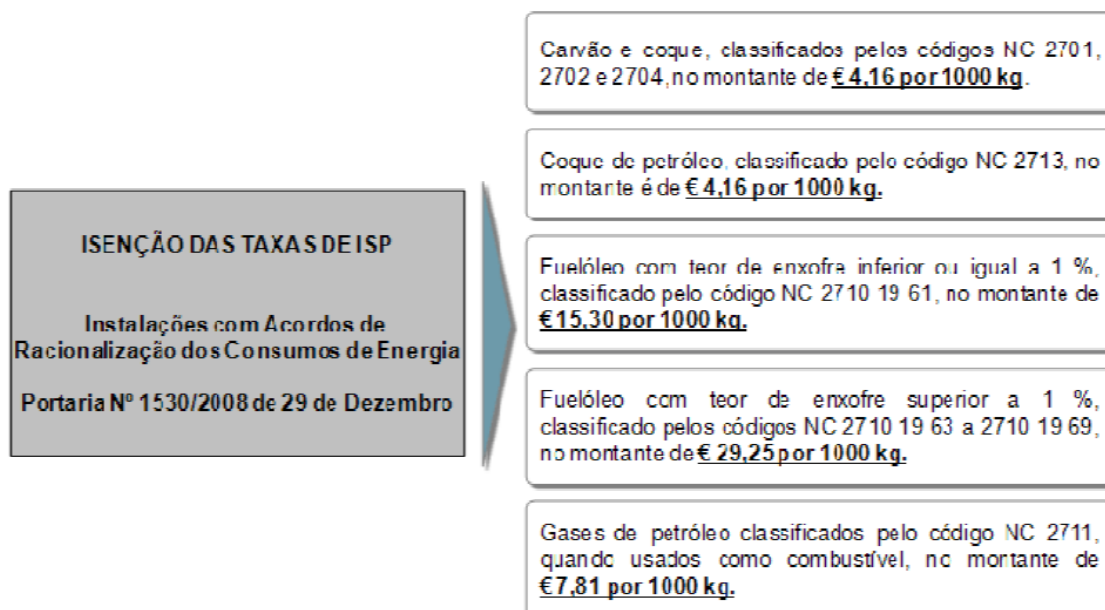 ISENÇÃO DAS TAXAS DE ISP
Instalações com Acordos de
Racionalização dos Consumos de Energia
Portaria Nº 1530/2008 de 29 de Dezembro
Carvão e coque, classificados pelos códigos NC 2701,
2702 e 2704, no montante de € 4,16 por 1000 kg.
Coque de petróleo, classificado pelo código NC 2713, no
montante é de € 4,16 por 1000 kg.
Fuelóleo com teor de enxofre inferior ou igual a 1 %,
classificado pelo código NC 2710 19 61, no montante de
€ 15,30 por 1000 kg.
Fuelóleo com teor de enxofre superior a 1 %,
classificado pelos códigos NC 2710 19 63 a 2710 19 69,
no montante de € 29,25 por 1000 kg.
Gases de petróleo classificados pelo código NC 2711,
quando usados como combustível, no montante de
€ 7,81 por 1000 kg.